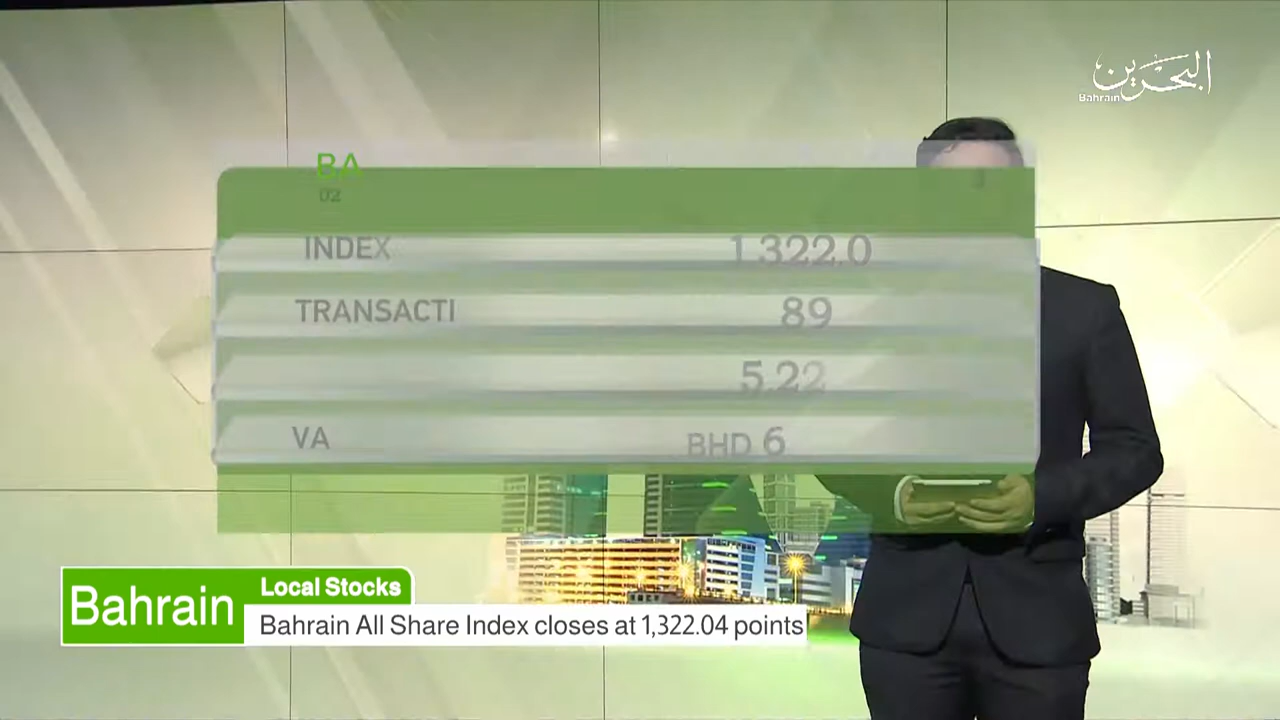 البحرين
Bahrain
BA
02
INDEX 1,322.0
TRANSACTI 89
5,22
VA BHD 6
Bahrain Local Stocks
Bahrain All Share Index closes at 1,322.04 points